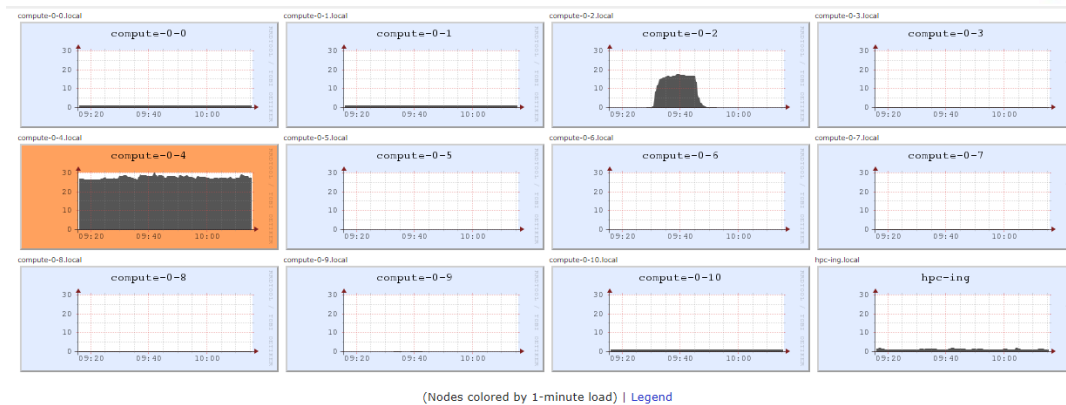 compute-0-0.local compute-0-1.local compute-0-2.local compute-0-3.local
compute-0-0 compute-0-1 compute-0-2 compute-0-3
30 30 30 30
20 20 20 20
10 10 10 10
0 0 0 0
09:20 09:40 10:00 09:20 09:40 10:00 09:20 09:40 10:00 09:20 09:40 10:00
compute-0-4.local compute-0-5.local compute-0-6.local compute-0-7.local
compute-0-4 compute-0-5 compute-0-6 compute-0-7
30 30 30 30
20 20 20 20
10 10 10 10
0 0 0 0
09:20 09:40 10:00 09:20 09:40 10:00 09:20 09:40 10:00 09:20 09:40 10:00
compute-0-8.local compute-0-9.local compute-0-10.local hpc-ing.local
compute-0-8 compute-0-9 compute-0-10 hpc-ing
30 30 30 30
20 20 20 20
10 10 10 10
0 0 0 0
09:20 09:40 10:00 09:20 09:40 10:00 09:20 09:40 10:00 09:20 09:40 10:00
(Nodes colored by 1-minute load) | Legend